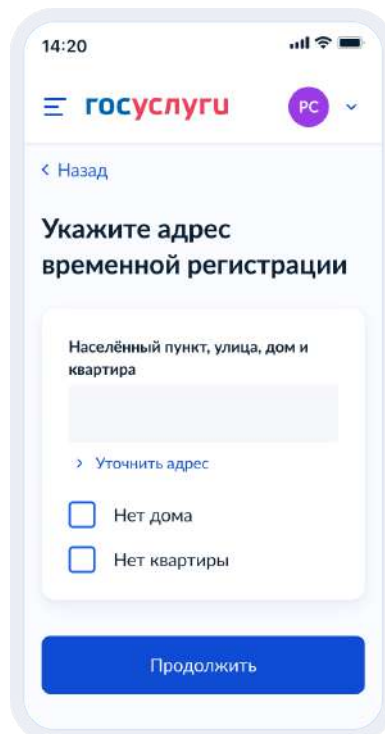 14:20
госуслуги
РС
Назад
Укажите адрес
временной регистрации
Населённый пункт, улица, дом и
квартира
Уточнить адрес
Нет дома
Нет квартиры
Продолжить